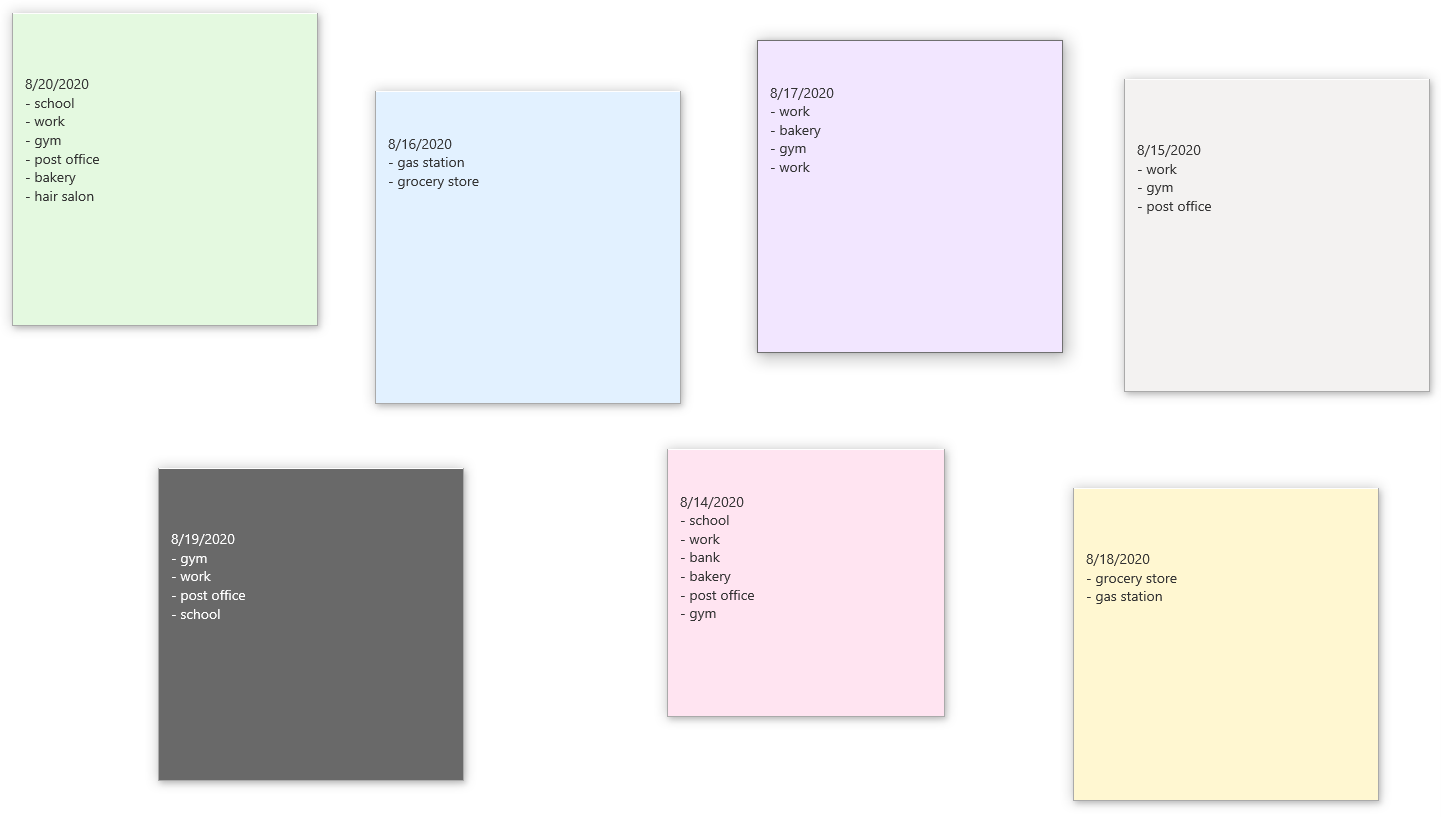 8/20/2020
- school
- work
- gym
- post office
- bakery
- hair salon
8/16/2020
- gas station
- grocery store
8/17/2020
- work
- bakery
- gym
- work
8/15/2020
- work
- gym
- post office
8/19/2020
- gym
- work
- post office
- school
8/14/2020
- school
- work
- bank
- bakery
- post office
- gym
8/18/2020
- grocery store
- gas station